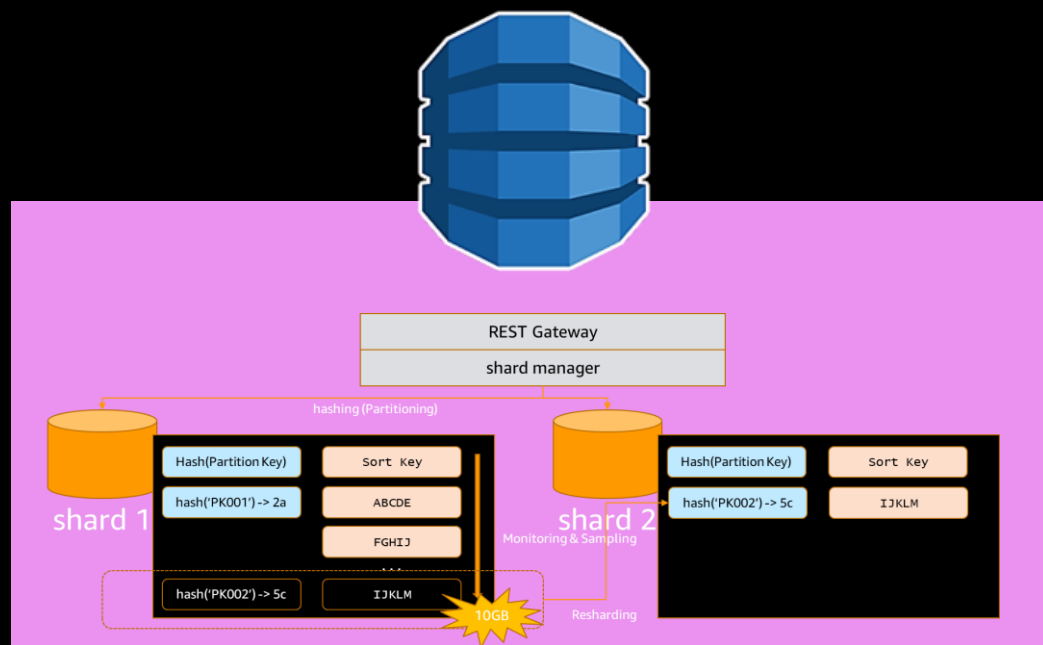 REST Gateway
shard manager
hashing (Partitioning)
shard 1
Hash(Partition Key)
Sort Key
hash('PK001') -> 2a
ABCDE
FGHIJ
...
hash('PK002') -> 5c
IJKLM
10GB
Monitoring & Sampling
Resharding
shard 2
Hash(Partition Key)
Sort Key
hash('PK002') -> 5c
IJKLM